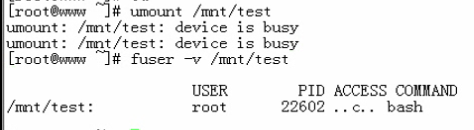 [root@www ~]# umount /mnt/test
umount: /mnt/test: device is busy
umount: /mnt/test: device is busy
[root@www ~]# fuser -v /mnt/test
USER PID ACCESS COMMAND
/mnt/test: root 22602 ..c.. bash